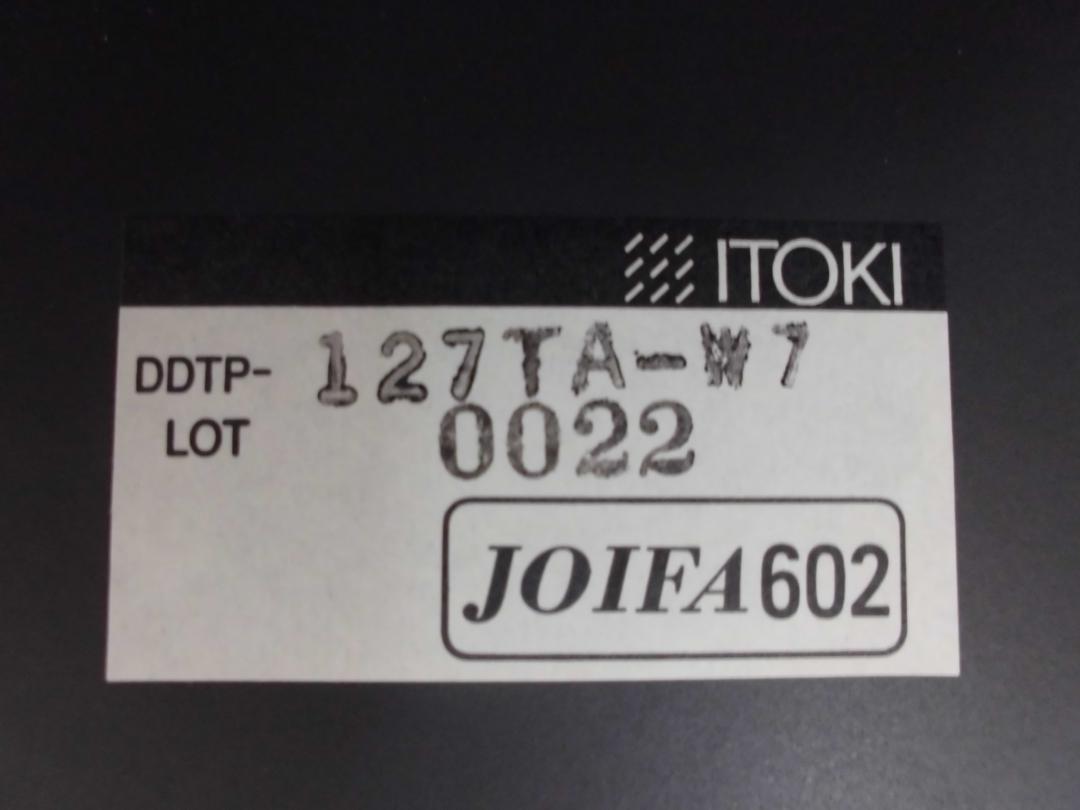 ITOKI
DDTP- 127TA-W7
LOT 0022
JOIFA602